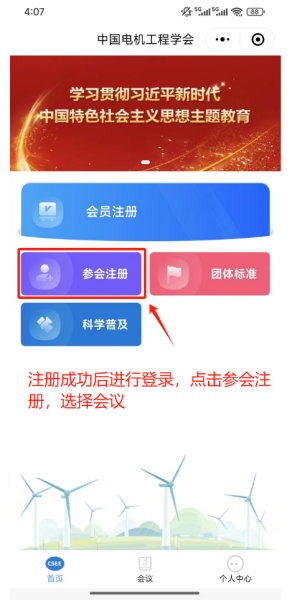 4:07
5G 5G 88
中国电机工程学会
学习贯彻习近平新时代
中国特色社会主义思想主题教育
会员注册
参会注册
团体标准
科学普及
注册成功后进行登录，点击参会注
册，选择会议
CSEE
首页
会议
个人中心